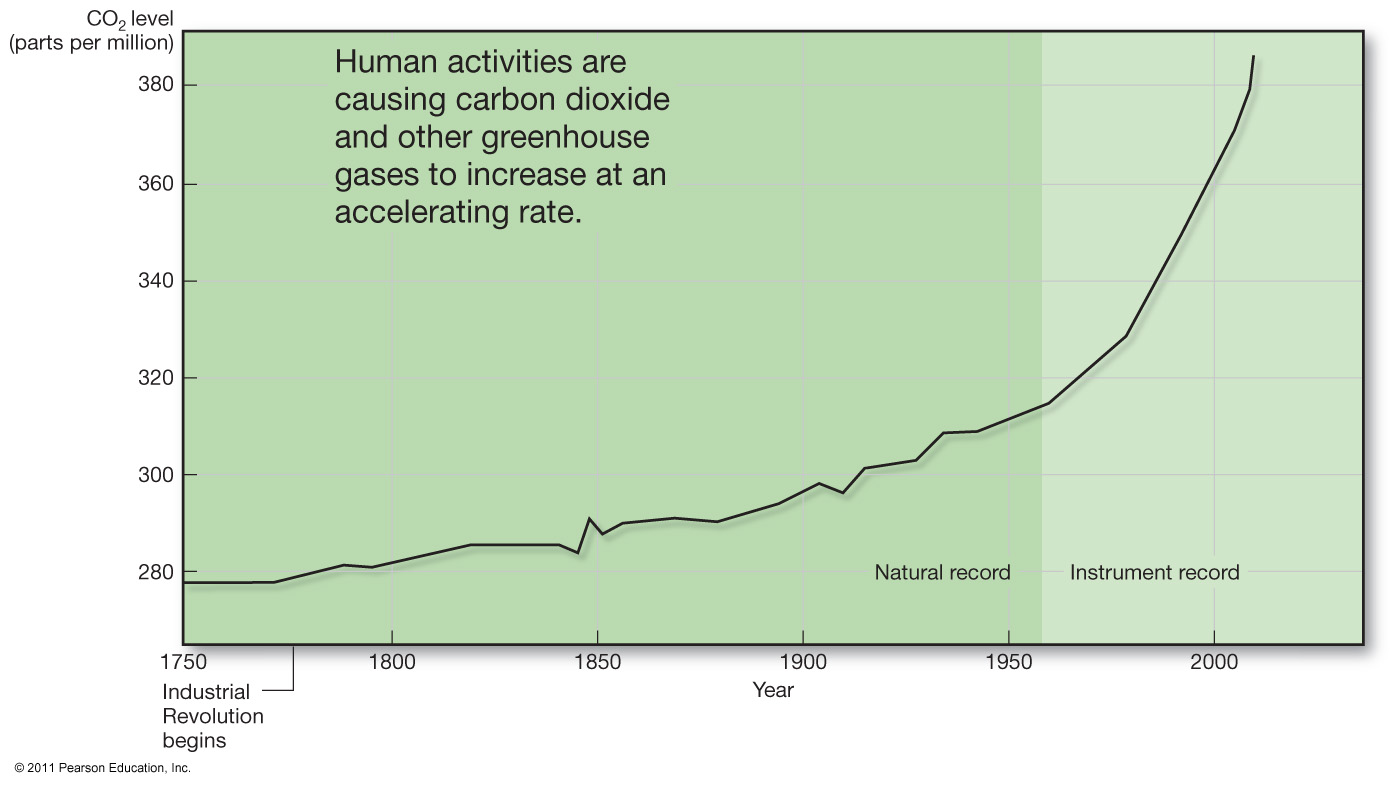 CO₂ level
(parts per million)
Human activities are
causing carbon dioxide
and other greenhouse
gases to increase at an
accelerating rate.
380
360
340
320
300
280
Natural record
Instrument record
1750
1800
1850
1900
1950
2000
Year
Industrial
Revolution
begins
© 2011 Pearson Education, Inc.